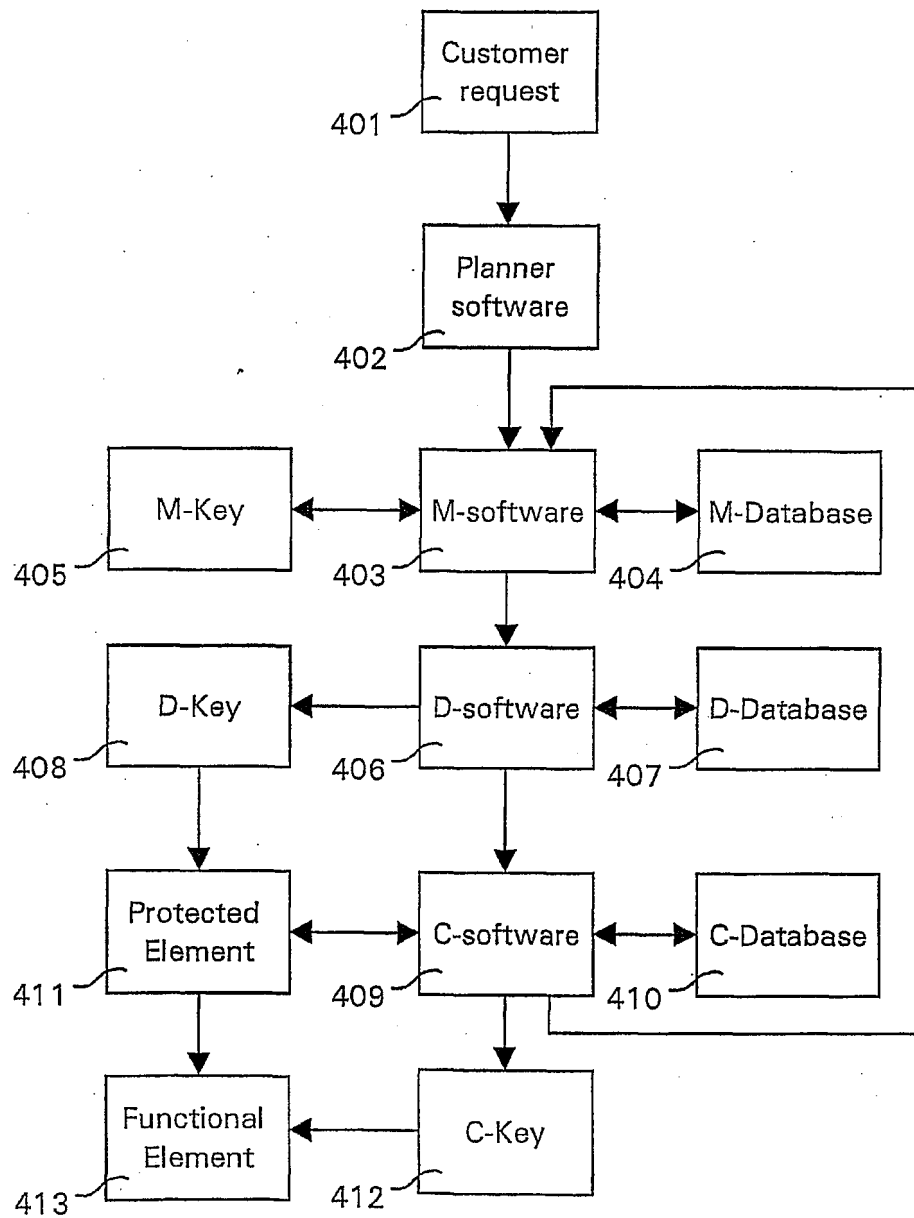 Customer
request
401
Planner
software
402
M-Key
405
M-software
403
M-Database
404
D-Key
408
D-software
406
D-Database
407
Protected
Element
411
C-software
409
C-Database
410
Functional
Element
413
C-Key
412